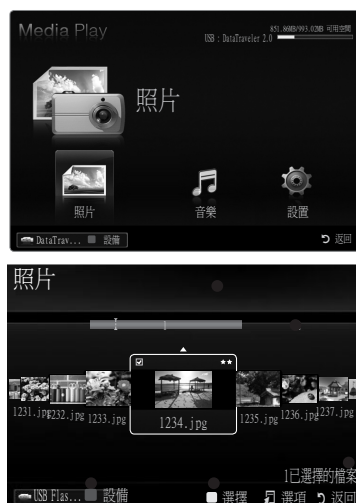 Media Play
851.86MB/993.02MB 可用空間
USB : DataTraveler 2.0
照片
照片 音樂 設置
DataTrav... 設備 返回
照片
1231.jpg 1232.jpg 1233.jpg 1234.jpg 1235.jpg 1236.jpg 1237.jpg
1已選擇的檔案
USB Flas... 設備 選擇 選項 返回